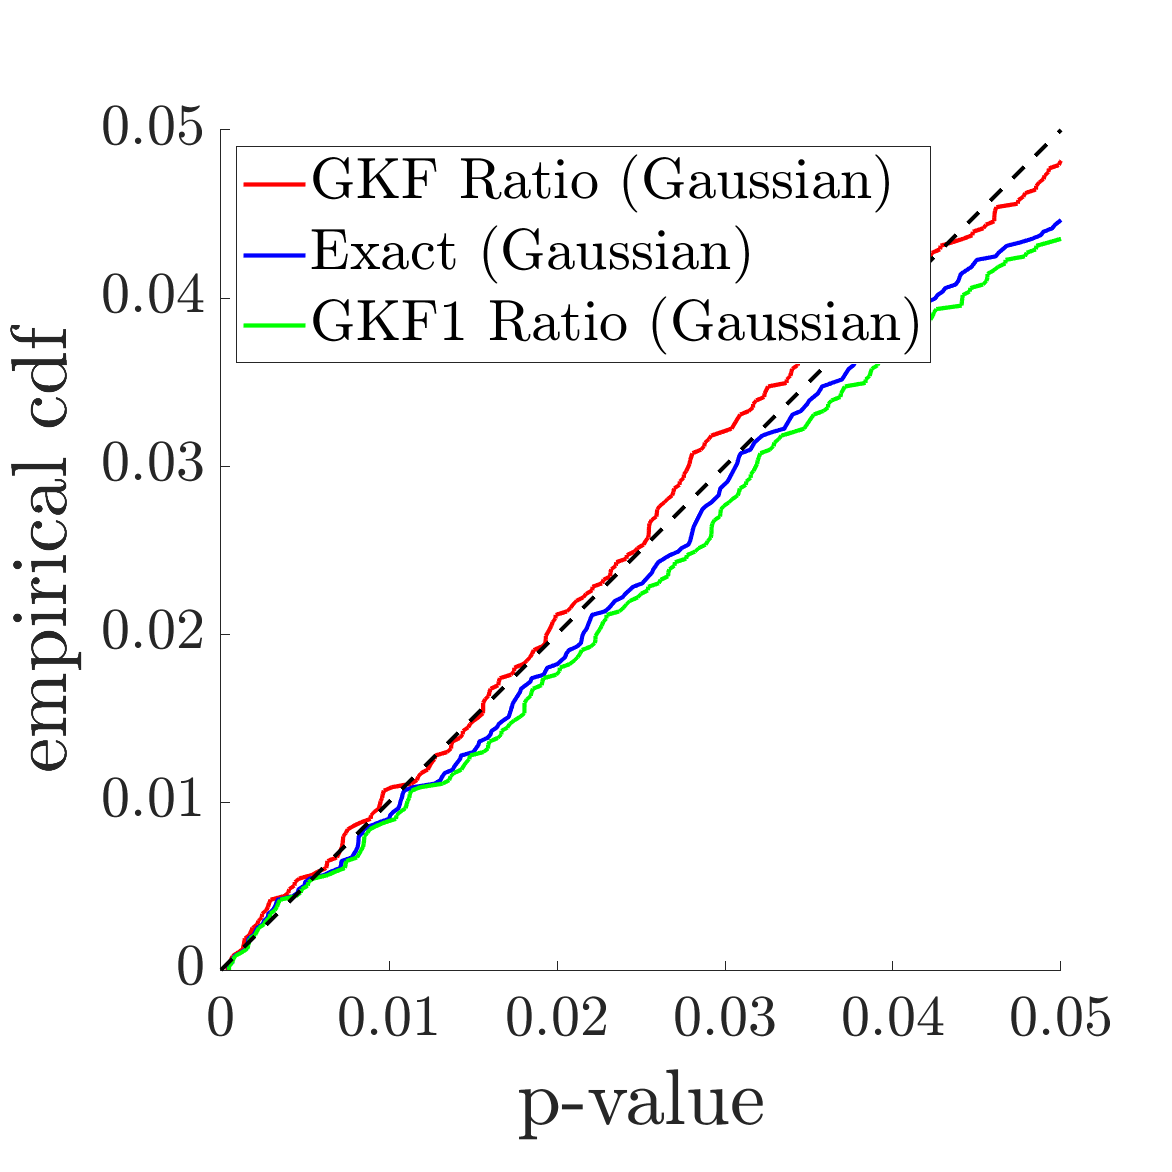 0.05
GKF Ratio (Gaussian)
Exact (Gaussian)
0.04
GKF1 Ratio (Gaussian)
empirical cdf
0.03
0.02
0.01
0
0 0.01 0.02 0.03 0.04 0.05
p-value